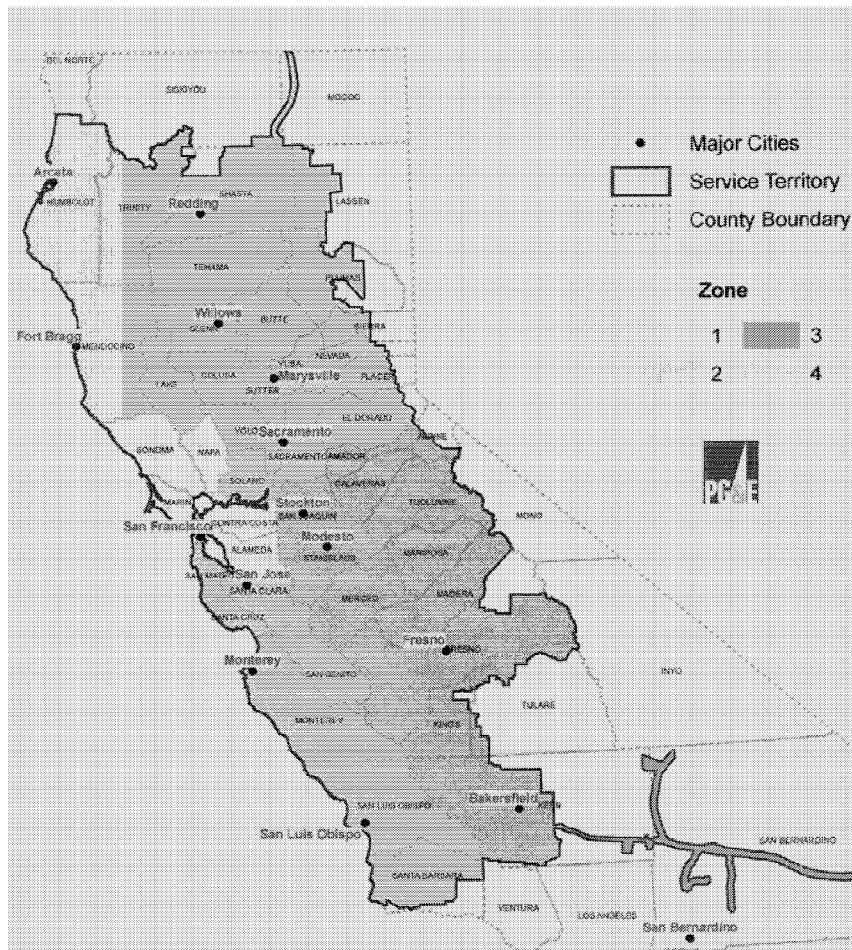 DEL NORTE
SISKIYOU
MODOC
Major Cities
Arcata
Service Territory
SHASTA
HUMBOLDT
TRINITY
Redding
LASSEN
County Boundary
TEHAMA
PLUMAS
Zone
Willows
GLENN
BUTTE
SIERRA
1
3
Fort Bragg
MENDOCINO
NEVADA
YUBA
COLUSA
Marysville
PLACER
2
4
LAKE
SUTTER
EL DORADO
YOLO
Sacramento
ALPINE
SONOMA
NAPA
SACRAMENTO
AMADOR
SOLANO
CALAVERAS
PG&E
MARIN
Stockton
TUOLUMNE
SAN JOAQUIN
MONO
San Francisco
CONTRA COSTA
Modesto
ALAMEDA
STANISLAUS
MARIPOSA
SAN MATEO
San Jose
SANTA CLARA
MERCED
MADERA
SANTA CRUZ
Fresno
FRESNO
Monterey
SAN BENITO
INYO
TULARE
MONTEREY
KINGS
SAN LUIS OBISPO
Bakersfield
KERN
San Luis Obispo
SAN BERNARDINO
SANTA BARBARA
VENTURA
LOS ANGELES
San Bernardino